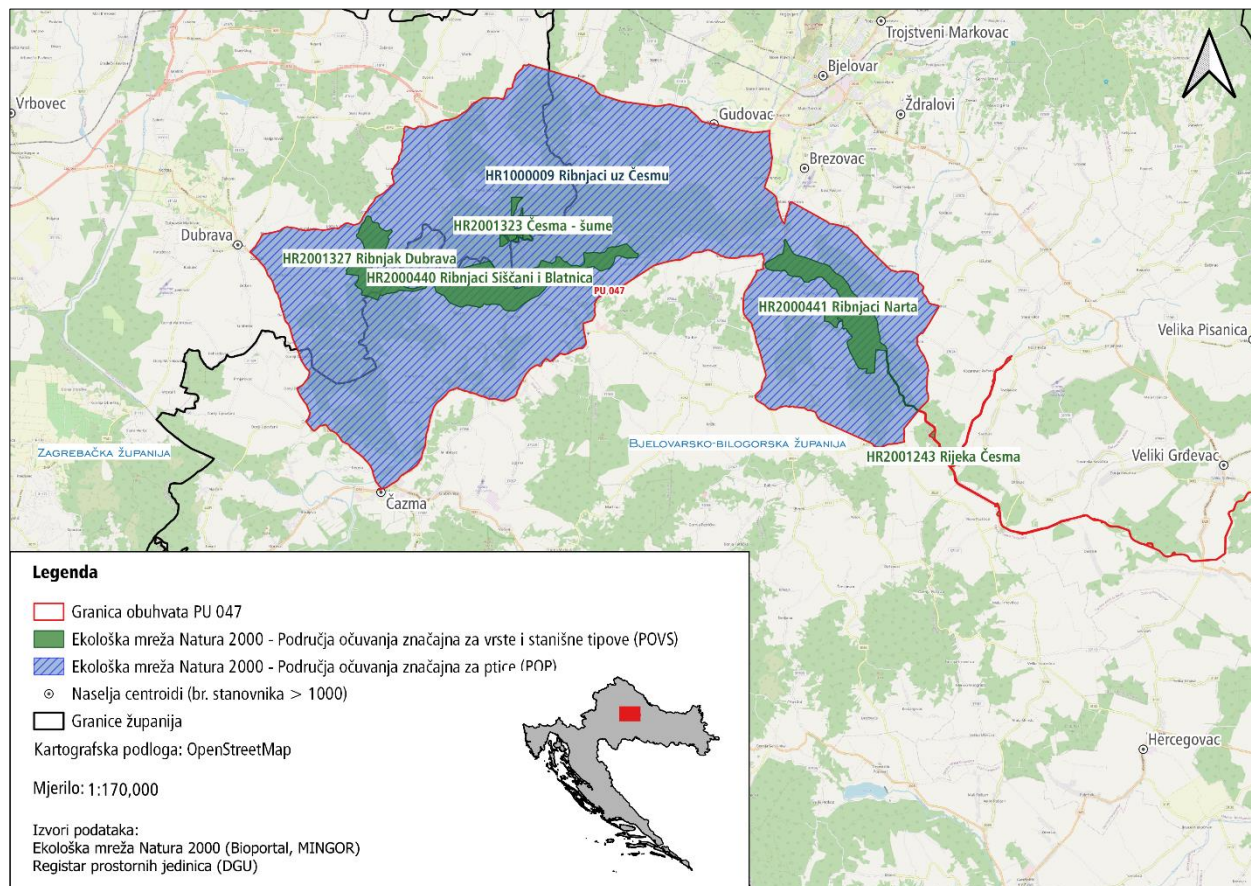 Trojstveni Markovac
Bjelovar
Vrbovec
Gudovac
Ždralovi
Brezovac
HR1000009 Ribnjaci uz Česmu
HR2001323 Česma - šume
Dubrava
HR2001327 Ribnjak Dubrava
HR2000440 Ribnjaci Siščani i Blatnica
PU 047
HR2000441 Ribnjaci Narta
Velika Pisanica
ZAGREBAČKA ŽUPANIJA
BJELOVARSKO-BILOGORSKA ŽUPANIJA
HR2001243 Rijeka Česma
Veliki Grđevac
Čazma
Hercegovac
Legenda
Granica obuhvata PU 047
Ekološka mreža Natura 2000 - Područja očuvanja značajna za vrste i stanišne tipove (POVS)
Ekološka mreža Natura 2000 - Područja očuvanja značajna za ptice (POP)
Naselja centroidi (br. stanovnika > 1000)
Granice županija
Kartografska podloga: OpenStreetMap
Mjerilo: 1:170,000
Izvori podataka:
Ekološka mreža Natura 2000 (Bioportal, MINGOR)
Registar prostornih jedinica (DGU)